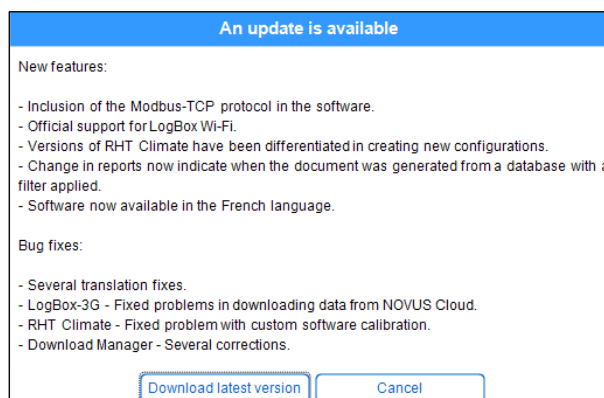 An update is available
New features:
- Inclusion of the Modbus-TCP protocol in the software.
- Official support for LogBox Wi-Fi.
- Versions of RHT Climate have been differentiated in creating new configurations.
- Change in reports now indicate when the document was generated from a database with a
filter applied.
- Software now available in the French language.
Bug fixes:
- Several translation fixes.
- LogBox-3G - Fixed problems in downloading data from NOVUS Cloud.
- RHT Climate - Fixed problem with custom software calibration.
- Download Manager - Several corrections.
Download latest version Cancel